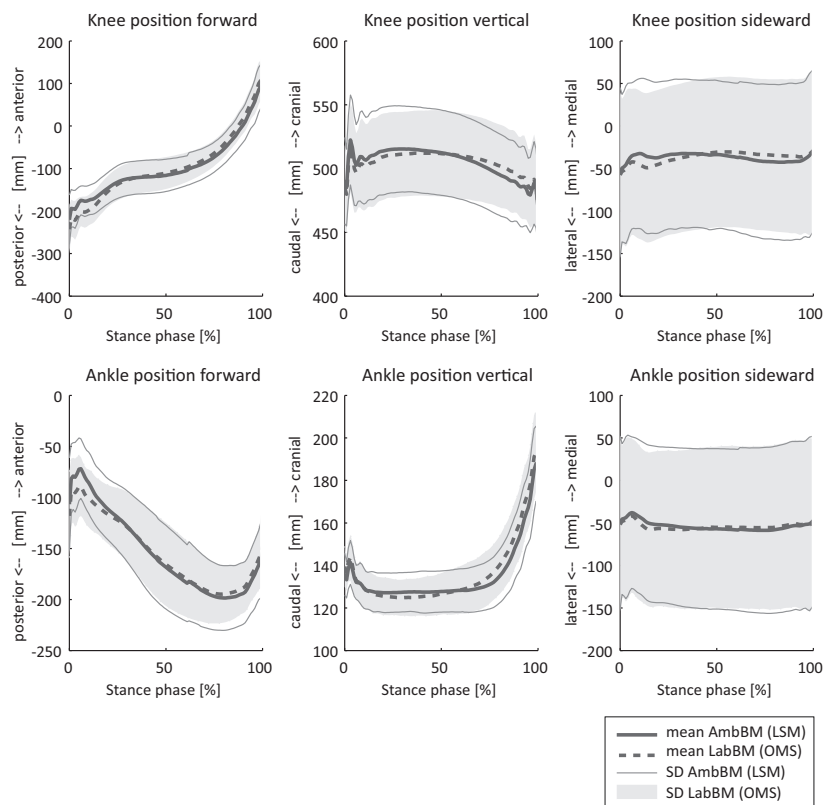 Knee position forward
Knee position vertical
Knee position sideward
posterior <-- [mm] --> anterior
200
100
0
-100
-200
-300
-400
0
50
100
Stance phase [%]
caudal <-- [mm] --> cranial
600
550
500
450
400
0
50
100
Stance phase [%]
lateral <-- [mm] --> medial
100
50
0
-50
-100
-150
-200
0
50
100
Stance phase [%]
Ankle position forward
Ankle position vertical
Ankle position sideward
posterior <-- [mm] --> anterior
0
-50
-100
-150
-200
-250
0
50
100
Stance phase [%]
caudal <-- [mm] --> cranial
220
200
180
160
140
120
100
0
50
100
Stance phase [%]
lateral <-- [mm] --> medial
100
50
0
-50
-100
-150
-200
0
50
100
Stance phase [%]
mean AmbBM (LSM)
mean LabBM (OMS)
SD AmbBM (LSM)
SD LabBM (OMS)